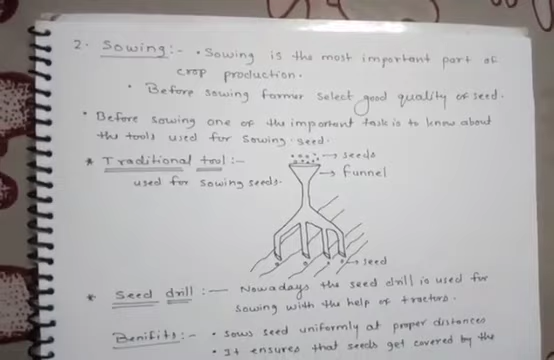 2. Sowing:- • Sowing is the most important part of
crop production.
• Before sowing farmer select good quality of seed.
• Before sowing one of the important task is to know about
the tools used for sowing seed.
* Traditional tool:-
used for sowing seeds.
→ seeds
→ funnel
→ seed
* Seed drill:— Nowadays the seed drill is used for
sowing with the help of tractors.
Benifits:- • Sows seed uniformly at proper distances
• It ensures that seeds get covered by the